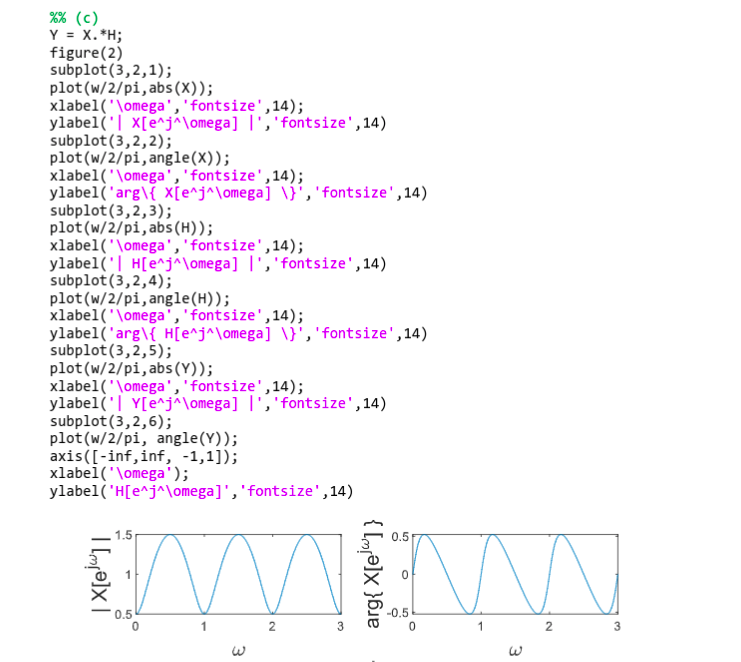 %% (c)
Y = X.*H;
figure(2)
subplot(3,2,1);
plot(w/2/pi,abs(X));
xlabel('\omega','fontsize',14);
ylabel('| X[e^j^\omega] |','fontsize',14)
subplot(3,2,2);
plot(w/2/pi,angle(X));
xlabel('\omega','fontsize',14);
ylabel('arg\{ X[e^j^\omega] \}','fontsize',14)
subplot(3,2,3);
plot(w/2/pi,abs(H));
xlabel('\omega','fontsize',14);
ylabel('| H[e^j^\omega] |','fontsize',14)
subplot(3,2,4);
plot(w/2/pi,angle(H));
xlabel('\omega','fontsize',14);
ylabel('arg\{ H[e^j^\omega] \}','fontsize',14)
subplot(3,2,5);
plot(w/2/pi,abs(Y));
xlabel('\omega','fontsize',14);
ylabel('| Y[e^j^\omega] |','fontsize',14)
subplot(3,2,6);
plot(w/2/pi, angle(Y));
axis([-inf,inf, -1,1]);
xlabel('\omega');
ylabel('H[e^j^\omega]','fontsize',14)
| X[e^jω] |
1.5
1
0.5
0 1 2 3
ω
arg{ X[e^jω] }
0.5
0
-0.5
0 1 2 3
ω